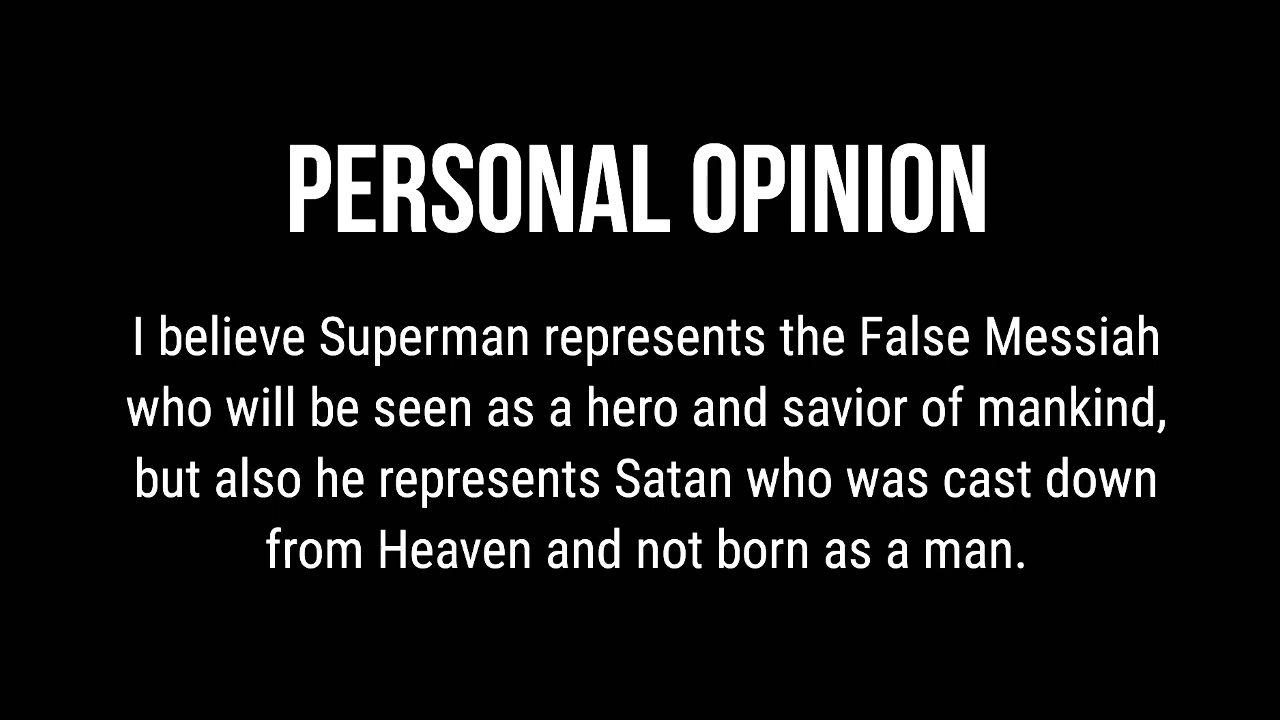 PERSONAL OPINION
I believe Superman represents the False Messiah
who will be seen as a hero and savior of mankind,
but also he represents Satan who was cast down
from Heaven and not born as a man.